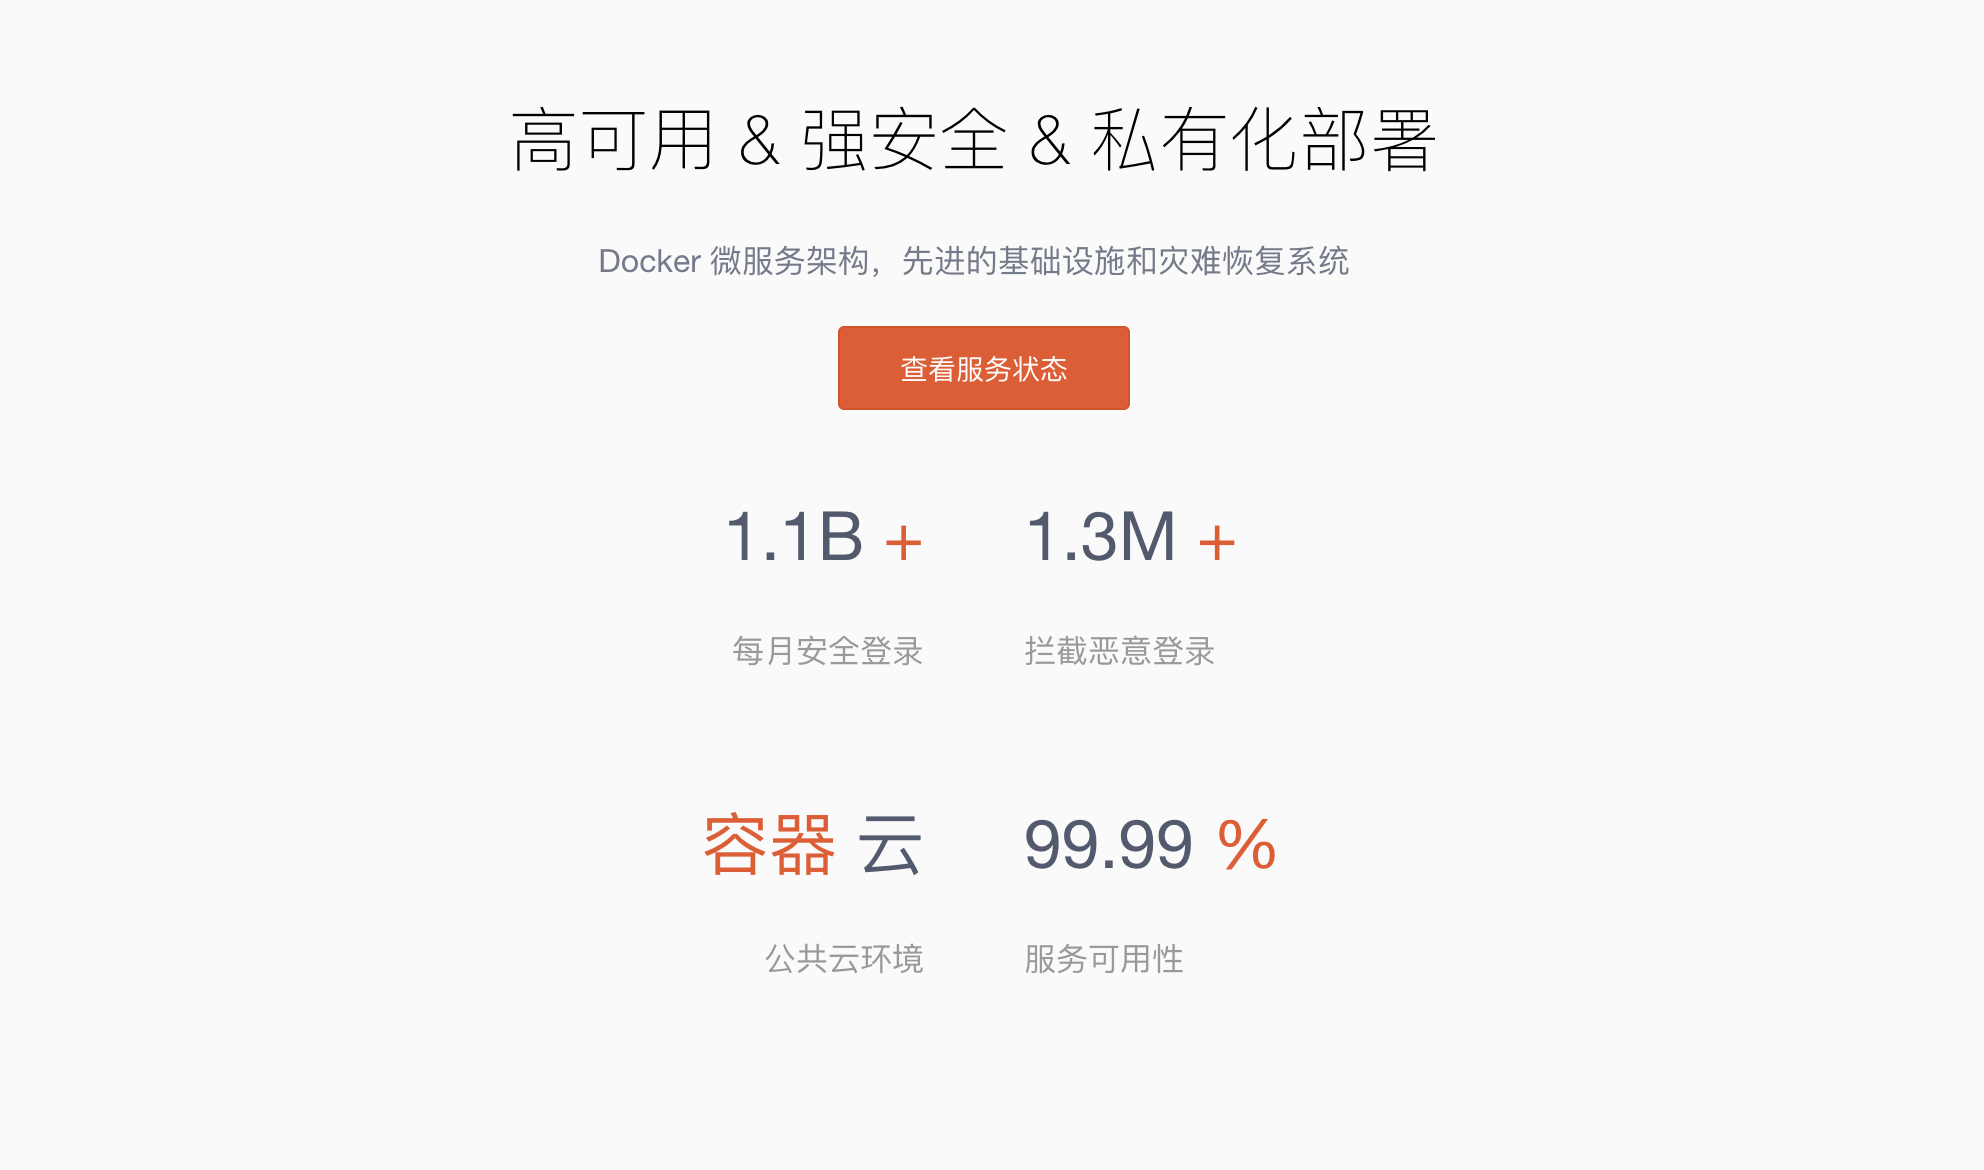 高可用 & 强安全 & 私有化部署
Docker 微服务架构，先进的基础设施和灾难恢复系统
查看服务状态
1.1B +
每月安全登录
1.3M +
拦截恶意登录
容器 云
公共云环境
99.99 %
服务可用性